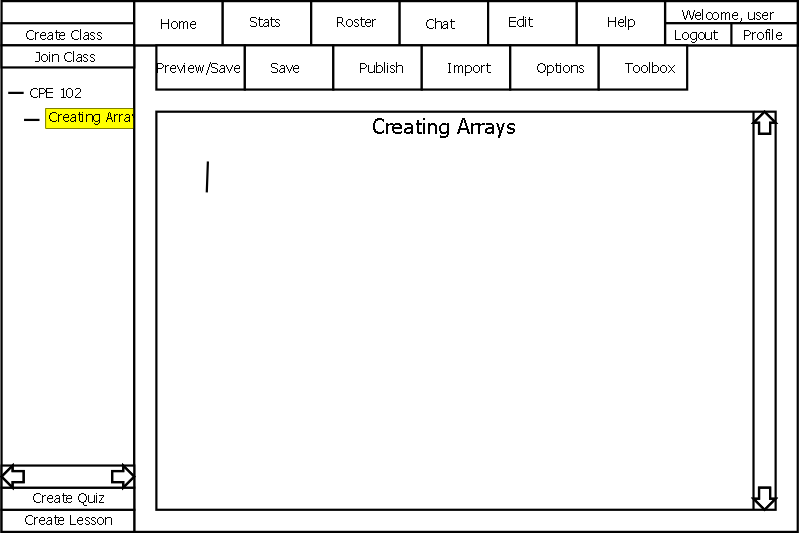 Home
Stats
Roster
Chat
Edit
Help
Welcome, user
Logout
Profile
Create Class
Join Class
Preview/Save
Save
Publish
Import
Options
Toolbox
CPE 102
Creating Arra
Creating Arrays
Create Quiz
Create Lesson